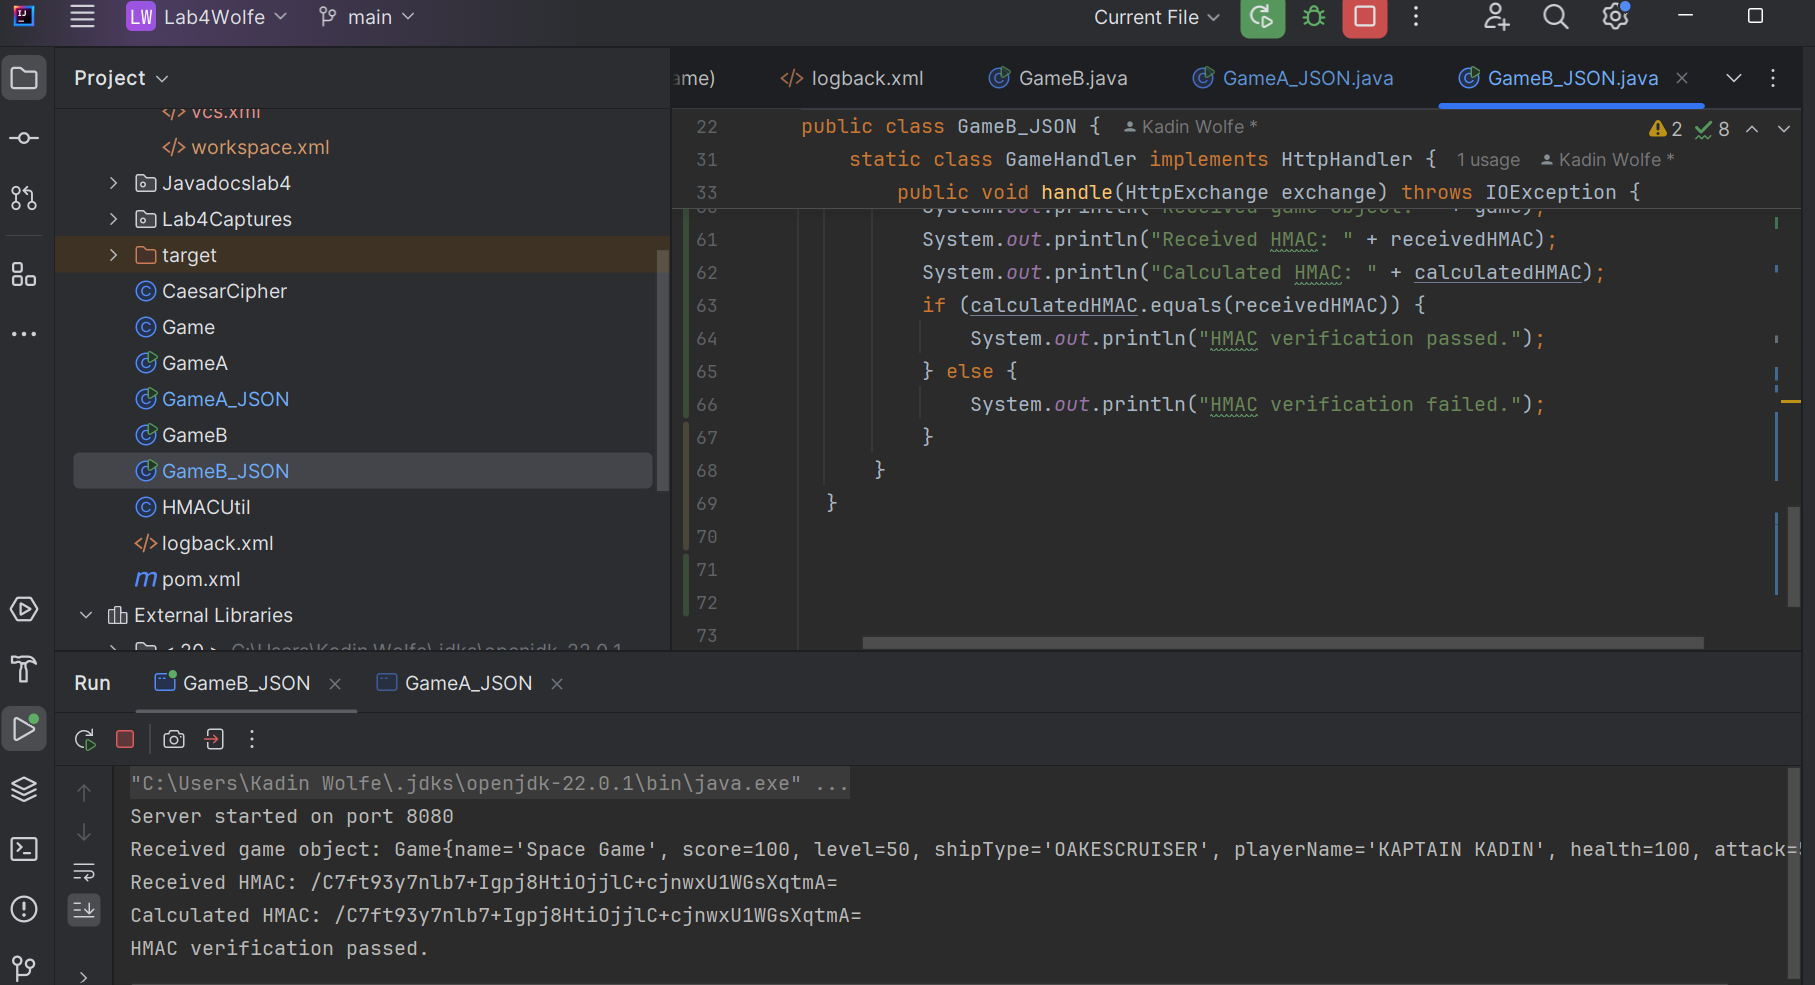 LW Lab4Wolfe main Current File
Project
vcs.xml
workspace.xml
Javadocslab4
Lab4Captures
target
CaesarCipher
Game
GameA
GameA_JSON
GameB
GameB_JSON
HMACUtil
logback.xml
pom.xml
External Libraries
< 20 > C:\Users\Kadin Wolfe\.jdks\openjdk-22.0.1
ame) logback.xml GameB.java GameA_JSON.java GameB_JSON.java
22 public class GameB_JSON { Kadin Wolfe * 2 8
31 static class GameHandler implements HttpHandler { 1 usage Kadin Wolfe *
33 public void handle(HttpExchange exchange) throws IOException {
System.out.println("Received game object: " + game);
61 System.out.println("Received HMAC: " + receivedHMAC);
62 System.out.println("Calculated HMAC: " + calculatedHMAC);
63 if (calculatedHMAC.equals(receivedHMAC)) {
64 System.out.println("HMAC verification passed.");
65 } else {
66 System.out.println("HMAC verification failed.");
67 }
68 }
69 }
70
71
72
73
Run GameB_JSON GameA_JSON
"C:\Users\Kadin Wolfe\.jdks\openjdk-22.0.1\bin\java.exe" ...
Server started on port 8080
Received game object: Game{name='Space Game', score=100, level=50, shipType='OAKESCRUISER', playerName='KAPTAIN KADIN', health=100, attack=
Received HMAC: /C7ft93y7nlb7+Igpj8HtiOjjlC+cjnwxU1WGsXqtmA=
Calculated HMAC: /C7ft93y7nlb7+Igpj8HtiOjjlC+cjnwxU1WGsXqtmA=
HMAC verification passed.